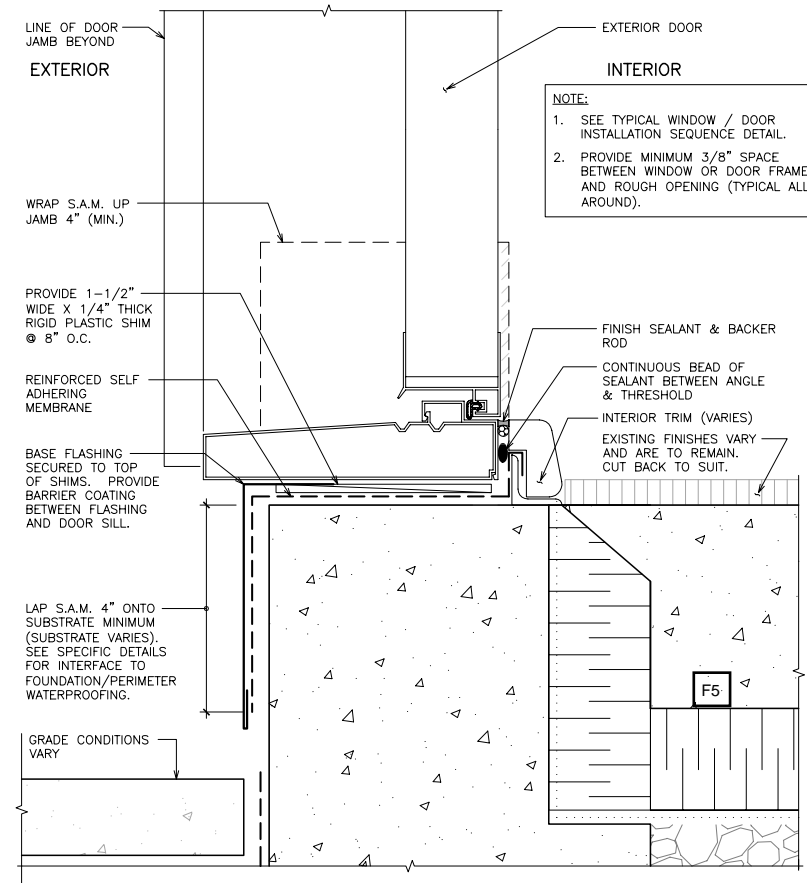 LINE OF DOOR
JAMB BEYOND
EXTERIOR
EXTERIOR DOOR
INTERIOR
NOTE:
1. SEE TYPICAL WINDOW / DOOR
INSTALLATION SEQUENCE DETAIL.
2. PROVIDE MINIMUM 3/8" SPACE
BETWEEN WINDOW OR DOOR FRAME
AND ROUGH OPENING (TYPICAL ALL
AROUND).
WRAP S.A.M. UP
JAMB 4" (MIN.)
PROVIDE 1-1/2"
WIDE X 1/4" THICK
RIGID PLASTIC SHIM
@ 8" O.C.
REINFORCED SELF
ADHERING
MEMBRANE
BASE FLASHING
SECURED TO TOP
OF SHIMS. PROVIDE
BARRIER COATING
BETWEEN FLASHING
AND DOOR SILL.
LAP S.A.M. 4" ONTO
SUBSTRATE MINIMUM
(SUBSTRATE VARIES).
SEE SPECIFIC DETAILS
FOR INTERFACE TO
FOUNDATION/PERIMETER
WATERPROOFING.
GRADE CONDITIONS
VARY
FINISH SEALANT & BACKER
ROD
CONTINUOUS BEAD OF
SEALANT BETWEEN ANGLE
& THRESHOLD
INTERIOR TRIM (VARIES)
EXISTING FINISHES VARY
AND ARE TO REMAIN.
CUT BACK TO SUIT.
F5